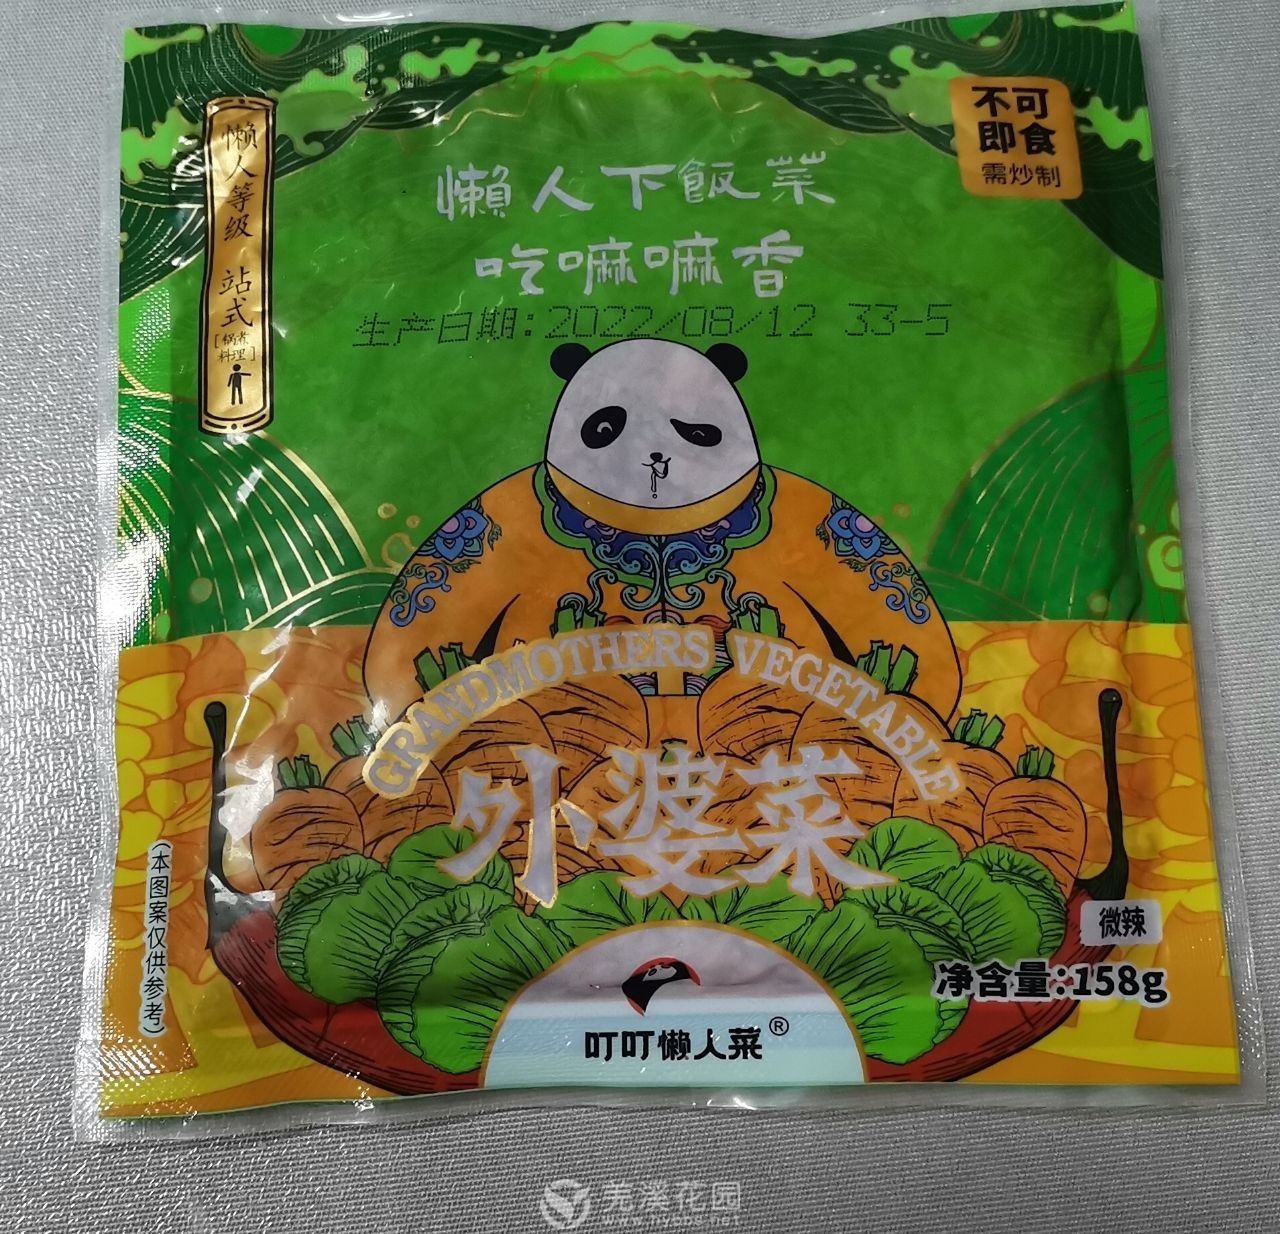 懒人等级 站式
[锅煮
料理]
不可
即食
需炒制
懒人下飯菜
吃嘛嘛香
生产日期:2022/08/12 33-5
GRANDMOTHERS VEGETABLE
外婆菜
微辣
净含量:158g
(本图案仅供参考)
叮叮懒人菜®
芜溪花园